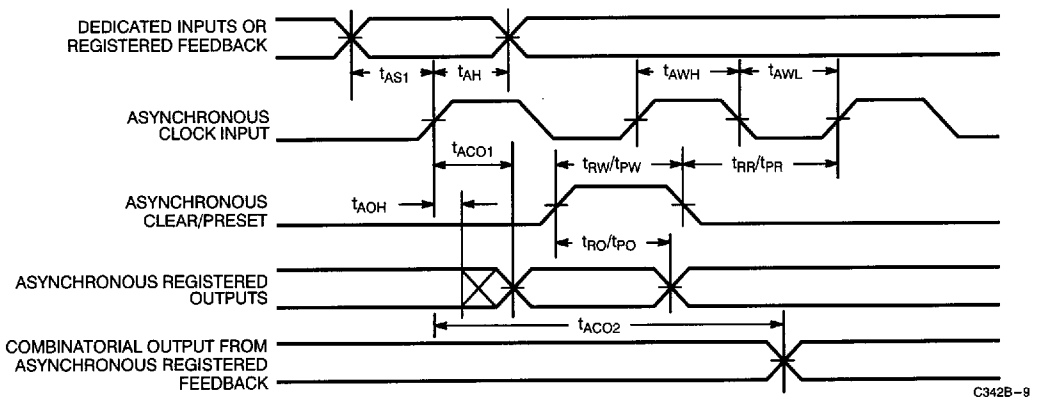 DEDICATED INPUTS OR
REGISTERED FEEDBACK
tAS1
tAH
tAWH
tAWL
ASYNCHRONOUS
CLOCK INPUT
tACO1
tRW/tPW
tRR/tPR
ASYNCHRONOUS
CLEAR/PRESET
tAOH
tRO/tPO
ASYNCHRONOUS REGISTERED
OUTPUTS
tACO2
COMBINATORIAL OUTPUT FROM
ASYNCHRONOUS REGISTERED
FEEDBACK
C342B–9